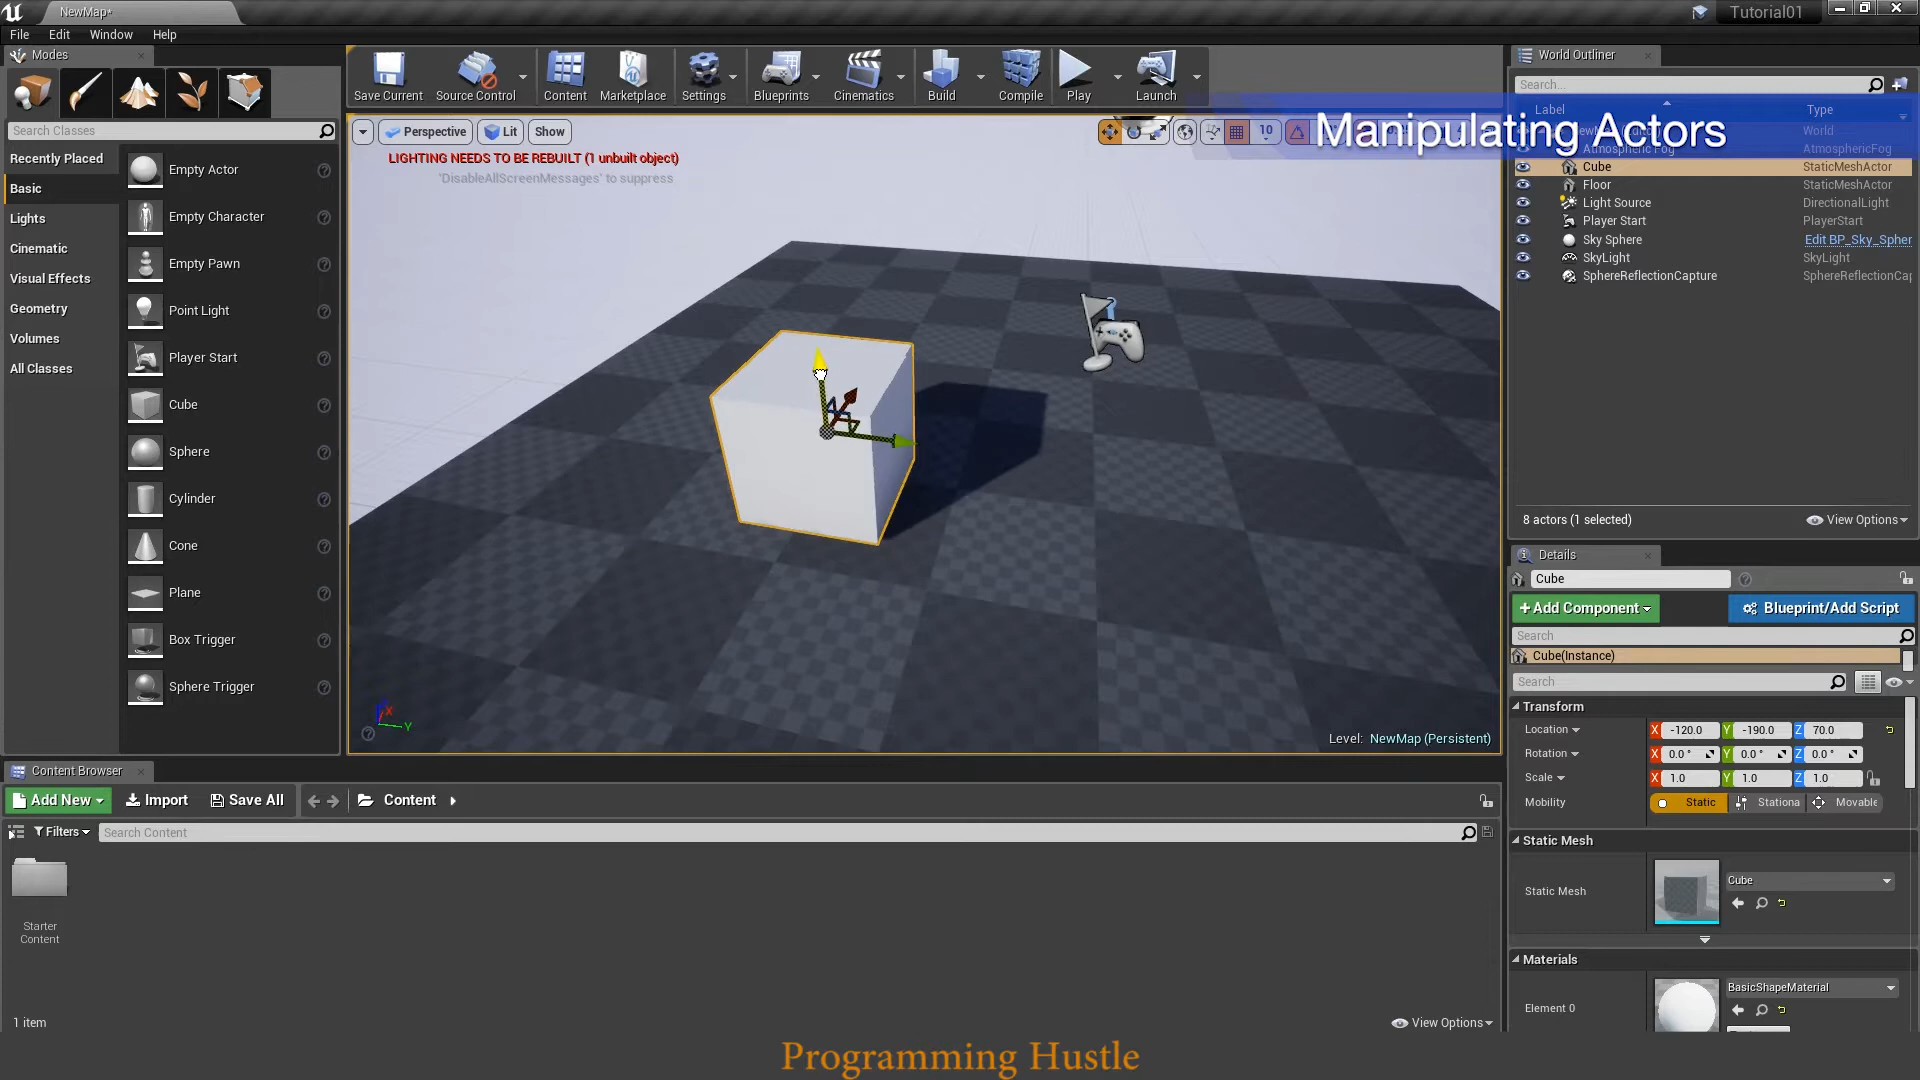 NewMap*
Tutorial01
File Edit Window Help
Modes
Save Current Source Control Content Marketplace Settings Blueprints Cinematics Build Compile Play Launch
Search Classes
Recently Placed
Basic
Lights
Cinematic
Visual Effects
Geometry
Volumes
All Classes
Empty Actor
Empty Character
Empty Pawn
Point Light
Player Start
Cube
Sphere
Cylinder
Cone
Plane
Box Trigger
Sphere Trigger
Perspective Lit Show
10
LIGHTING NEEDS TO BE REBUILT (1 unbuilt object)
'DisableAllScreenMessages' to suppress
Manipulating Actors
X
Y
Level: NewMap (Persistent)
World Outliner
Search...
Label Type
World
Atmospheric Fog AtmosphericFog
Cube StaticMeshActor
Floor StaticMeshActor
Light Source DirectionalLight
Player Start PlayerStart
Sky Sphere Edit BP_Sky_Spher
SkyLight SkyLight
SphereReflectionCapture SphereReflectionCap
8 actors (1 selected) View Options
Details
Cube
+Add Component Blueprint/Add Script
Search
Cube(Instance)
Search
Transform
Location X -120.0 Y -190.0 Z 70.0
Rotation X 0.0 ° Y 0.0 ° Z 0.0 °
Scale X 1.0 Y 1.0 Z 1.0
Mobility Static Stationa Movable
Static Mesh
Static Mesh Cube
Materials
Element 0 BasicShapeMaterial
Content Browser
Add New Import Save All Content
Filters Search Content
Starter
Content
1 item View Options
Programming Hustle